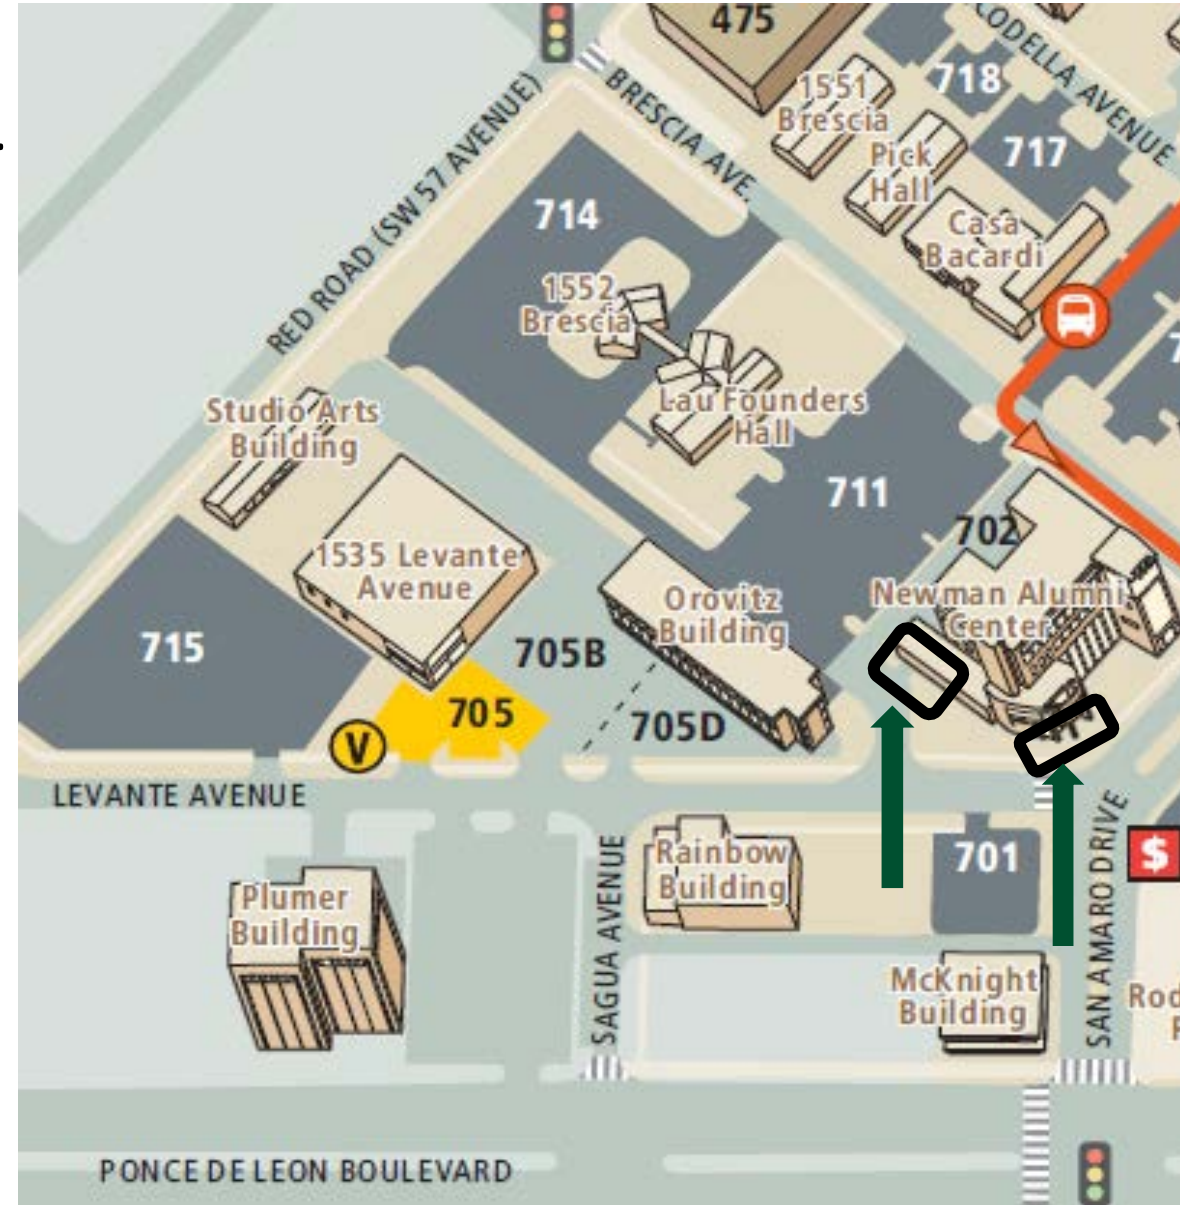 475
CODELLA AVENUE
718
1551
Brescia
BRESCIA AVE.
RED ROAD (SW 57 AVENUE)
717
Pick
Hall
714
Casa
Bacardi
1552
Brescia
Studio Arts
Building
Lau Founders
Hall
711
702
1535 Levante
Avenue
Orovitz
Building
Newman Alumni
Center
715
705B
705
705D
V
LEVANTE AVENUE
SAN AMARO DRIVE
SAGUA AVENUE
Rainbow
Building
701
$
Plumer
Building
McKnight
Building
PONCE DE LEON BOULEVARD